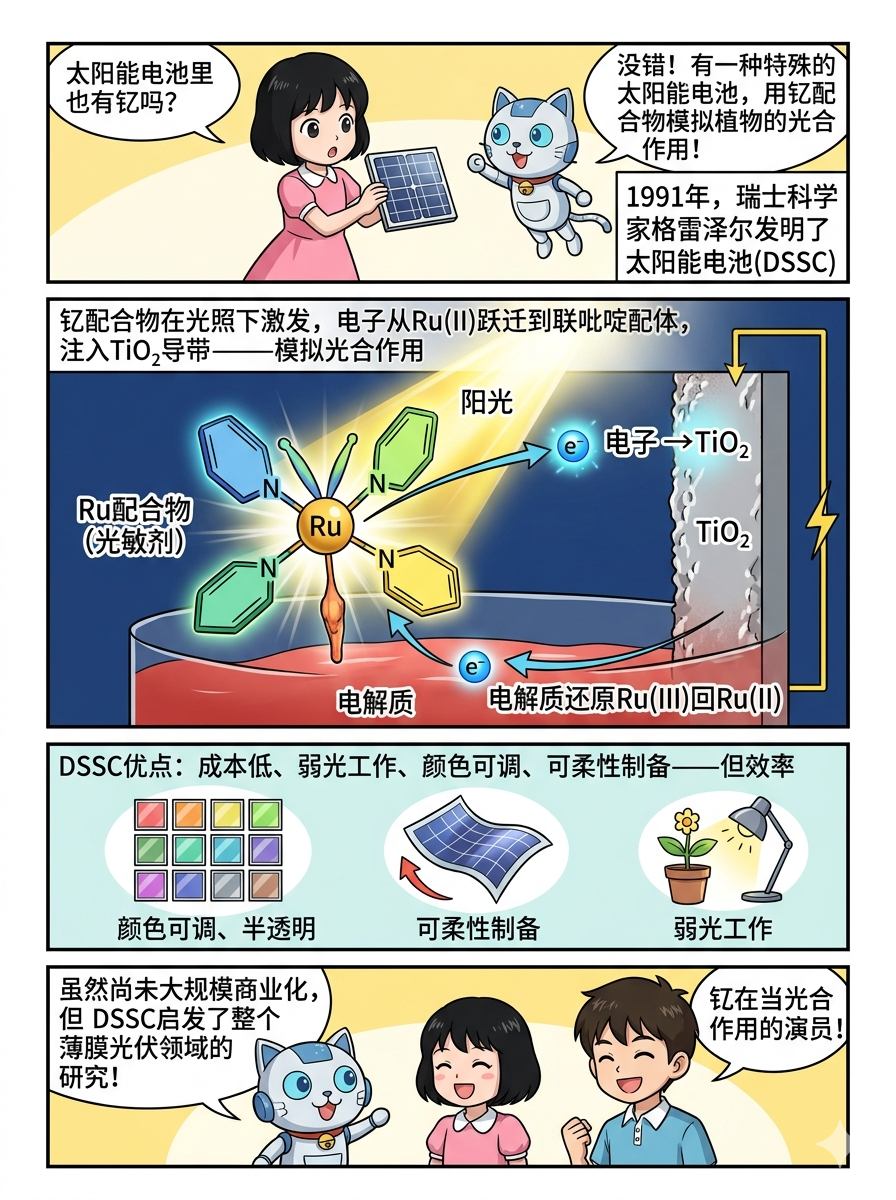 太阳能电池里
也有钌吗？
没错！有一种特殊的
太阳能电池，用钌配
合物模拟植物的光合
作用！
1991年，瑞士科学
家格雷泽尔发明了
太阳能电池(DSSC)
钌配合物在光照下激发，电子从Ru(II)跃迁到联吡啶配体，
注入TiO₂导带——模拟光合作用
阳光
e⁻
电子→TiO₂
Ru配合物
（光敏剂）
N
N
Ru
N
N
TiO₂
e⁻
电解质
电解质还原Ru(III)回Ru(II)
DSSC优点：成本低、弱光工作、颜色可调、可柔性制备——但效率
颜色可调、半透明
可柔性制备
弱光工作
虽然尚未大规模商业化，
但 DSSC启发了整个
薄膜光伏领域的
研究！
钌在当光合
作用的演员！